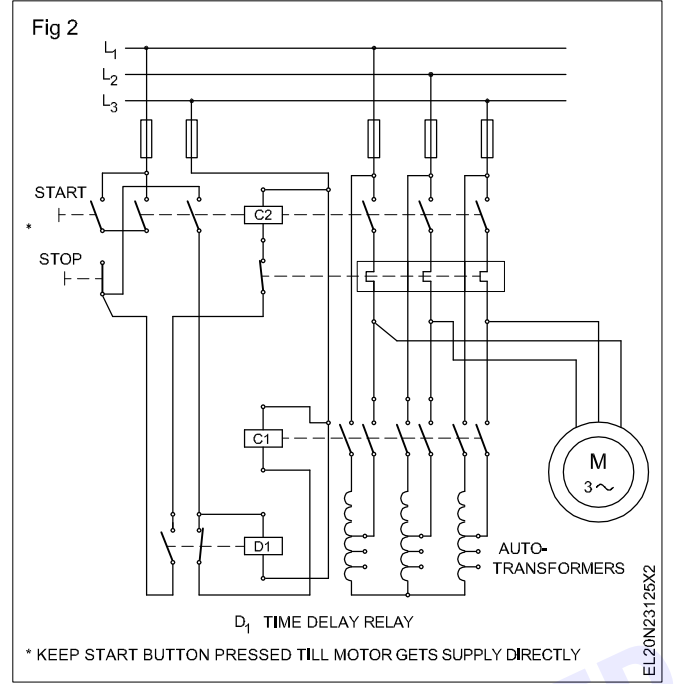 Fig 2
L1
L2
L3
START
C2
*
STOP
C1
M
3~
D1
AUTO-
TRANSFORMERS
D1 TIME DELAY RELAY
* KEEP START BUTTON PRESSED TILL MOTOR GETS SUPPLY DIRECTLY
EL20N23125X2